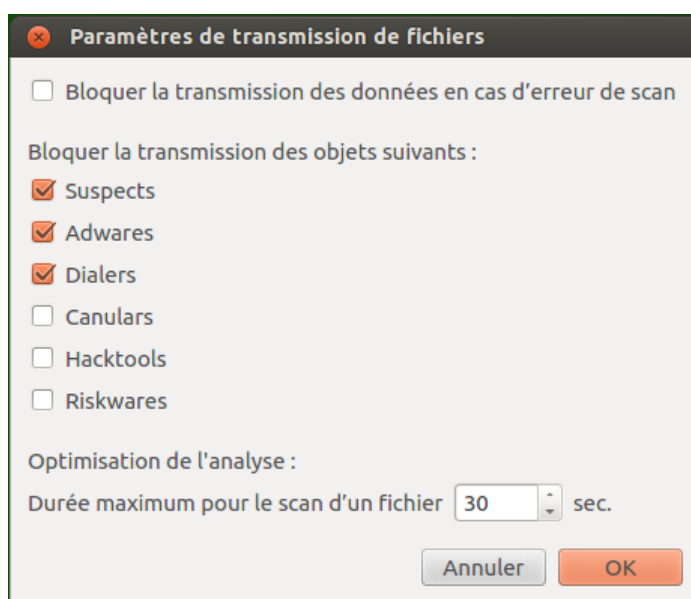 Paramètres de transmission de fichiers
Bloquer la transmission des données en cas d’erreur de scan
Bloquer la transmission des objets suivants :
Suspects
Adwares
Dialers
Canulars
Hacktools
Riskwares
Optimisation de l'analyse :
Durée maximum pour le scan d’un fichier 30 sec.
Annuler OK